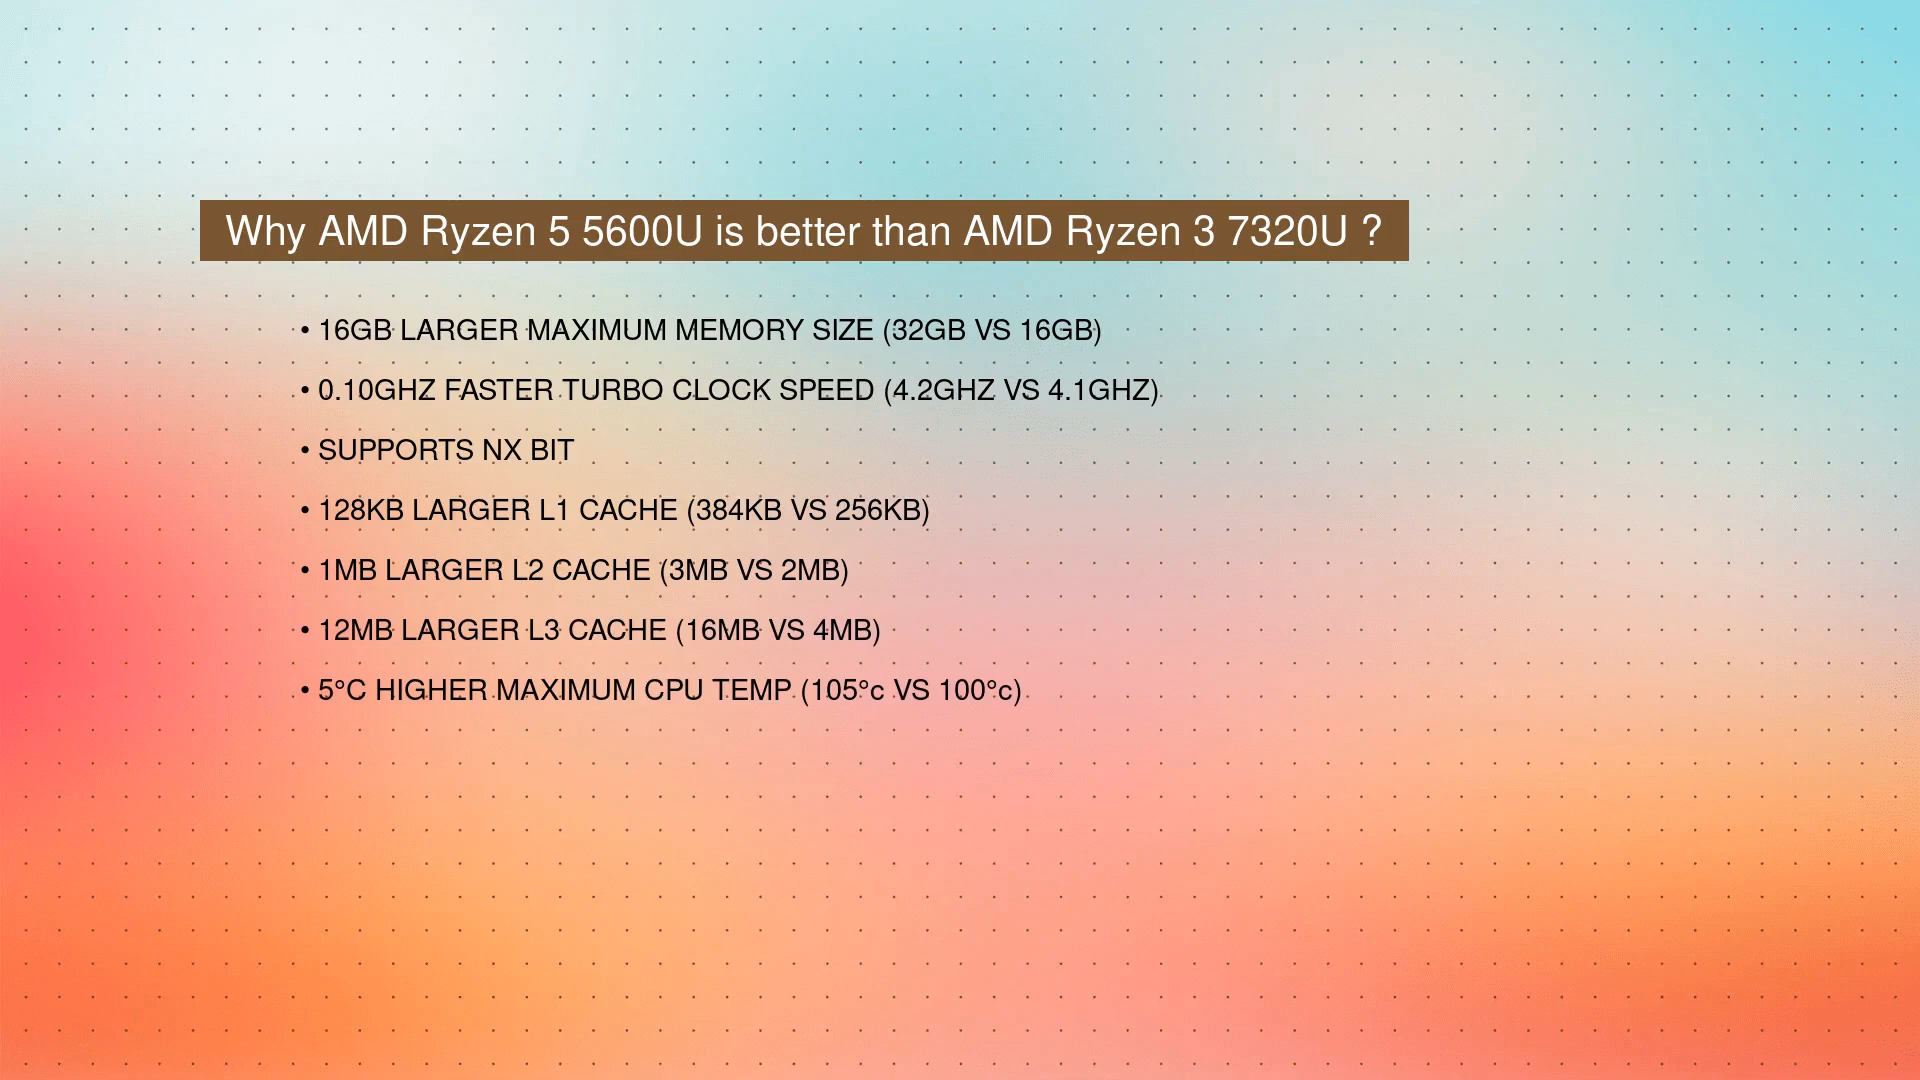 Why AMD Ryzen 5 5600U is better than AMD Ryzen 3 7320U ?
• 16GB LARGER MAXIMUM MEMORY SIZE (32GB VS 16GB)
• 0.10GHZ FASTER TURBO CLOCK SPEED (4.2GHZ VS 4.1GHZ)
• SUPPORTS NX BIT
• 128KB LARGER L1 CACHE (384KB VS 256KB)
• 1MB LARGER L2 CACHE (3MB VS 2MB)
• 12MB LARGER L3 CACHE (16MB VS 4MB)
• 5°C HIGHER MAXIMUM CPU TEMP (105°c VS 100°c)